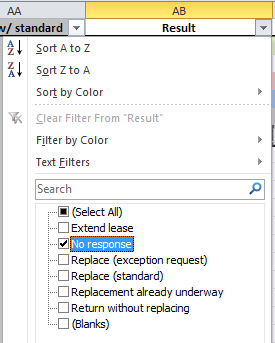 AA AB
w/ standard Result
Sort A to Z
Sort Z to A
Sort by Color
Clear Filter From "Result"
Filter by Color
Text Filters
Search
(Select All)
Extend lease
No response
Replace (exception request)
Replace (standard)
Replacement already underway
Return without replacing
(Blanks)